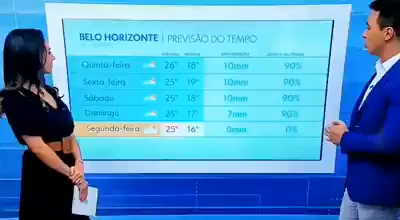 BELO HORIZONTE | PREVISÃO DO TEMPO
Quinta-feira 26° 18° 10mm 90%
Sexta-feira 25° 19° 10mm 90%
Sábado 25° 18° 10mm 90%
Domingo 25° 17° 7mm 90%
Segunda-feira 25° 16° 0mm 0%